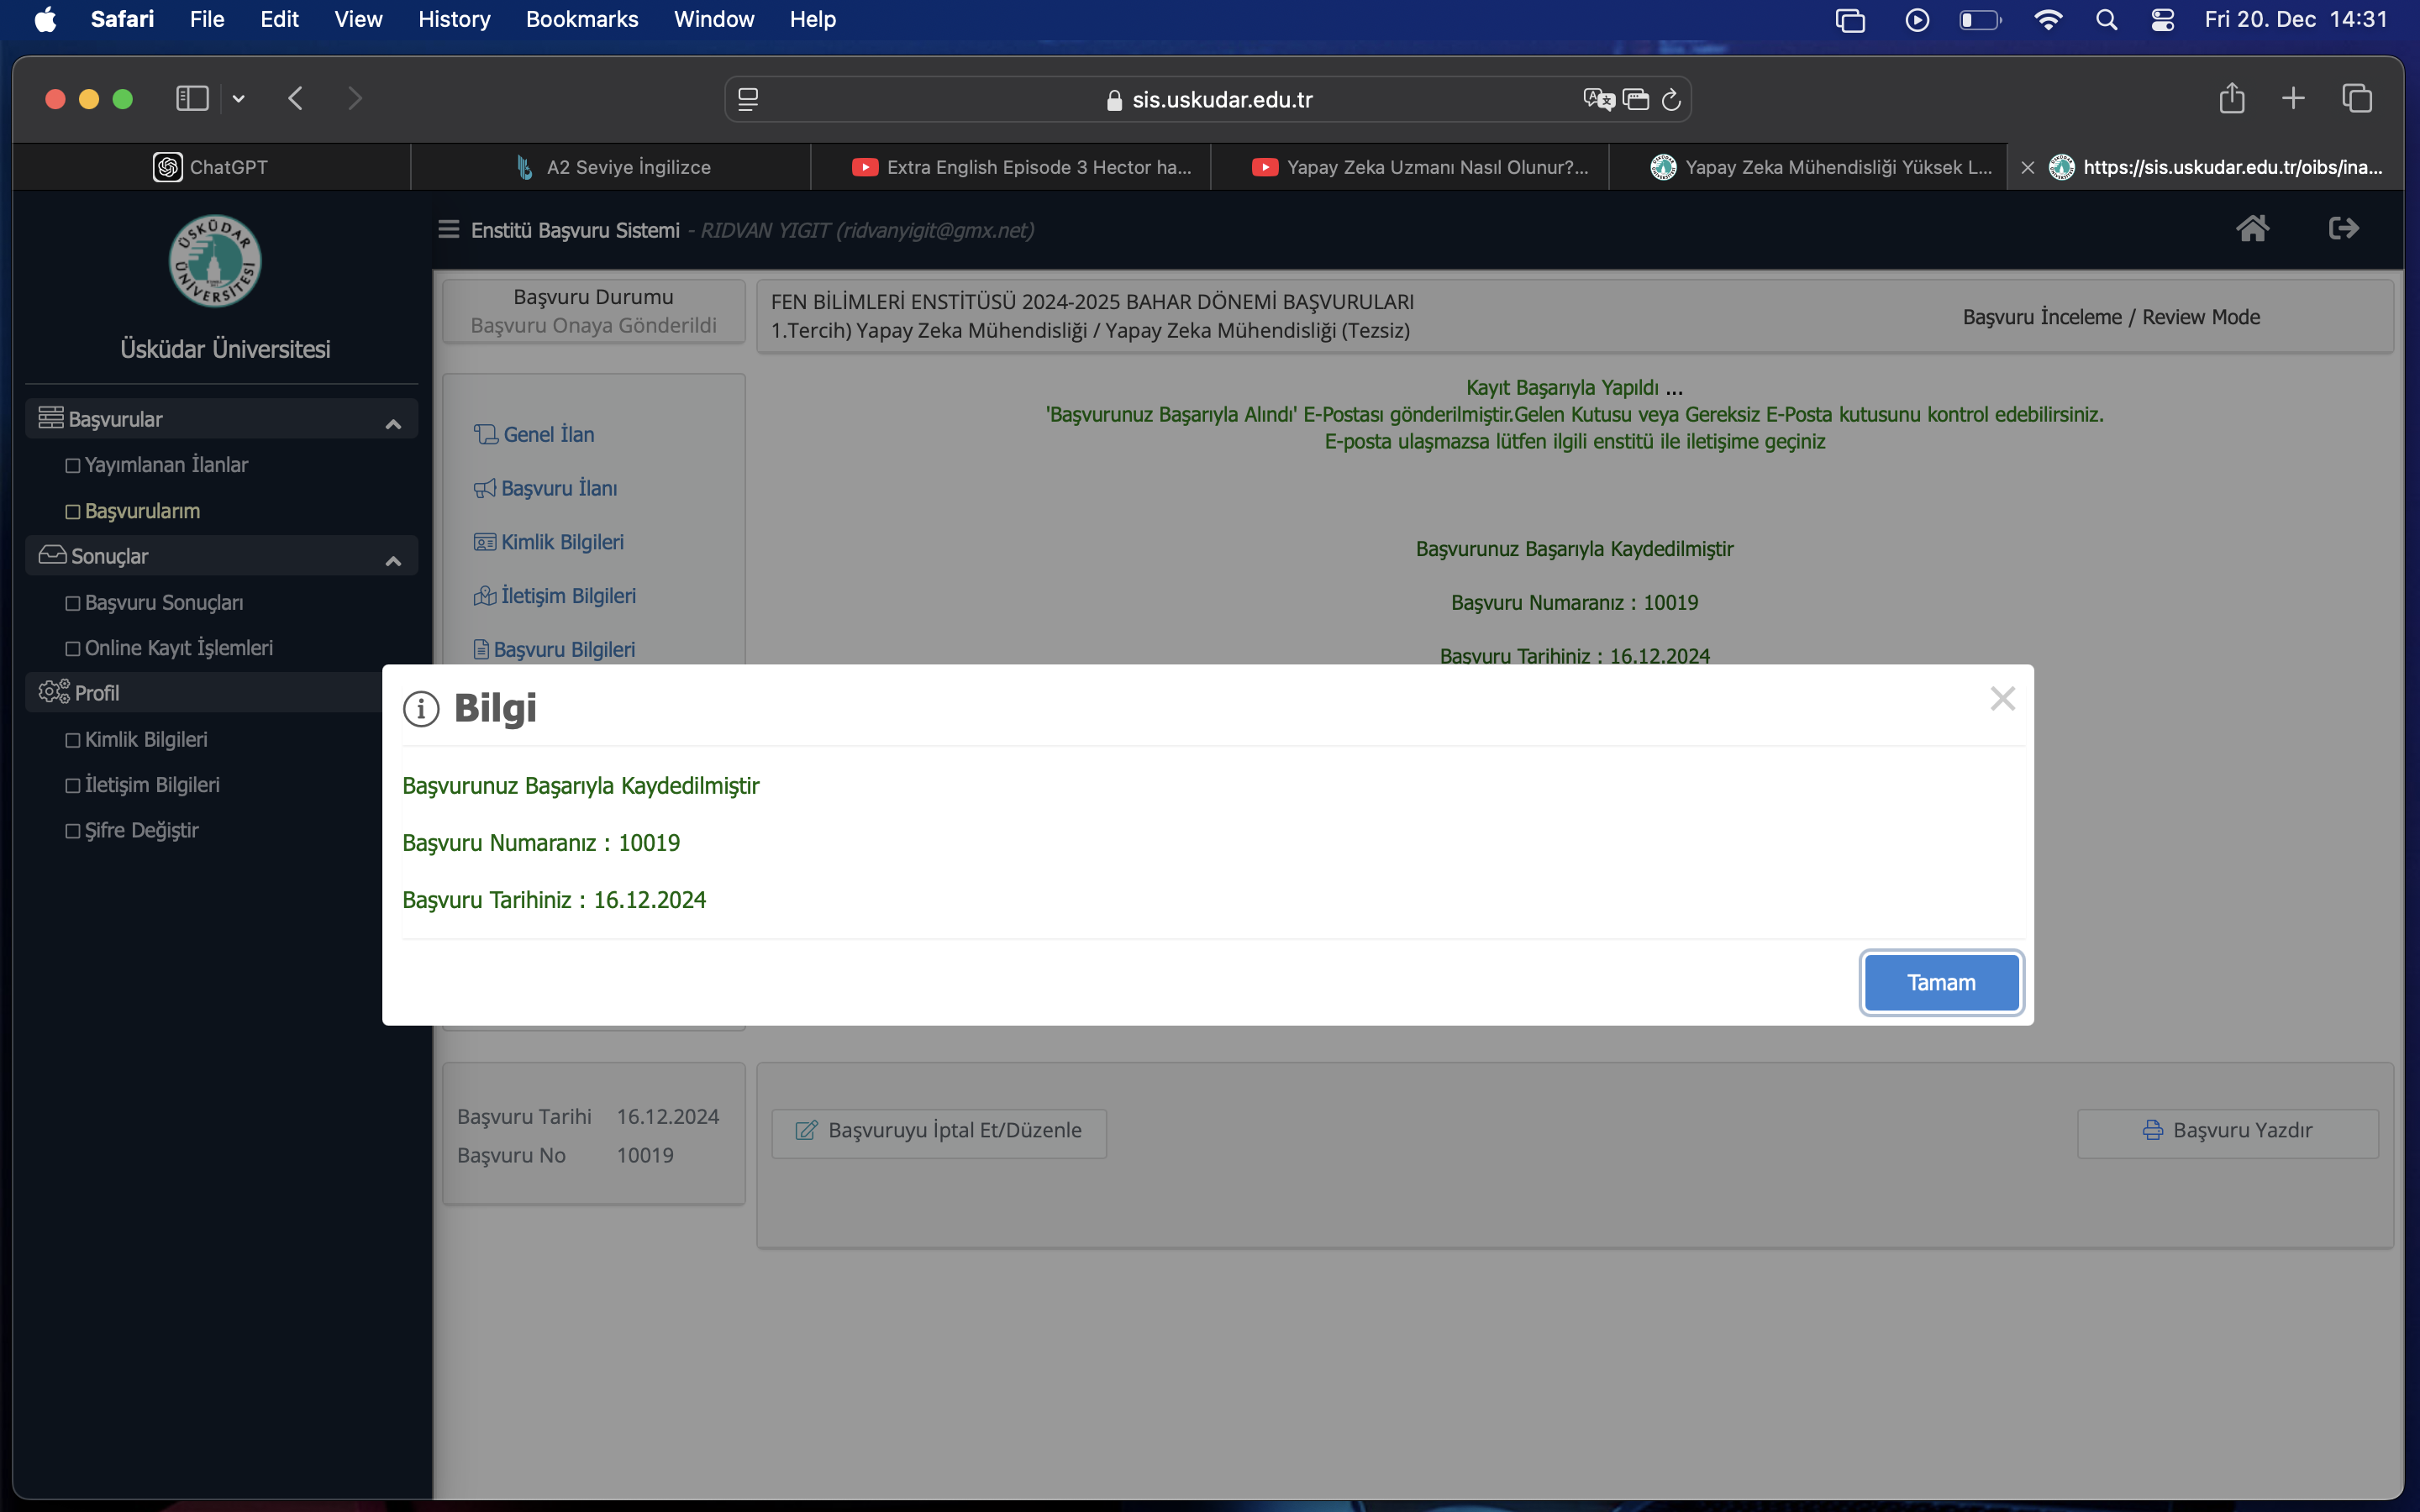 Safari File Edit View History Bookmarks Window Help Fri 20. Dec 14:31
sis.uskudar.edu.tr
ChatGPT
A2 Seviye İngilizce
Extra English Episode 3 Hector ha...
Yapay Zeka Uzmanı Nasıl Olunur?...
Yapay Zeka Mühendisliği Yüksek L...
https://sis.uskudar.edu.tr/oibs/ina...
ÜSKÜDAR ÜNİVERSİTESİ
Üsküdar Üniversitesi
Başvurular
Yayımlanan İlanlar
Başvurularım
Sonuçlar
Başvuru Sonuçları
Online Kayıt İşlemleri
Profil
Kimlik Bilgileri
İletişim Bilgileri
Şifre Değiştir
Enstitü Başvuru Sistemi - RIDVAN YIGIT (ridvanyigit@gmx.net)
Başvuru Durumu
Başvuru Onaya Gönderildi
FEN BİLİMLERİ ENSTİTÜSÜ 2024-2025 BAHAR DÖNEMİ BAŞVURULARI
1.Tercih) Yapay Zeka Mühendisliği / Yapay Zeka Mühendisliği (Tezsiz)
Başvuru İnceleme / Review Mode
Genel İlan
Başvuru İlanı
Kimlik Bilgileri
İletişim Bilgileri
Başvuru Bilgileri
Kayıt Başarıyla Yapıldı ...
'Başvurunuz Başarıyla Alındı' E-Postası gönderilmiştir.Gelen Kutusu veya Gereksiz E-Posta kutusunu kontrol edebilirsiniz.
E-posta ulaşmazsa lütfen ilgili enstitü ile iletişime geçiniz
Başvurunuz Başarıyla Kaydedilmiştir
Başvuru Numaranız : 10019
Başvuru Tarihiniz : 16.12.2024
Bilgi
Başvurunuz Başarıyla Kaydedilmiştir
Başvuru Numaranız : 10019
Başvuru Tarihiniz : 16.12.2024
Tamam
Başvuru Tarihi 16.12.2024
Başvuru No 10019
Başvuruyu İptal Et/Düzenle
Başvuru Yazdır